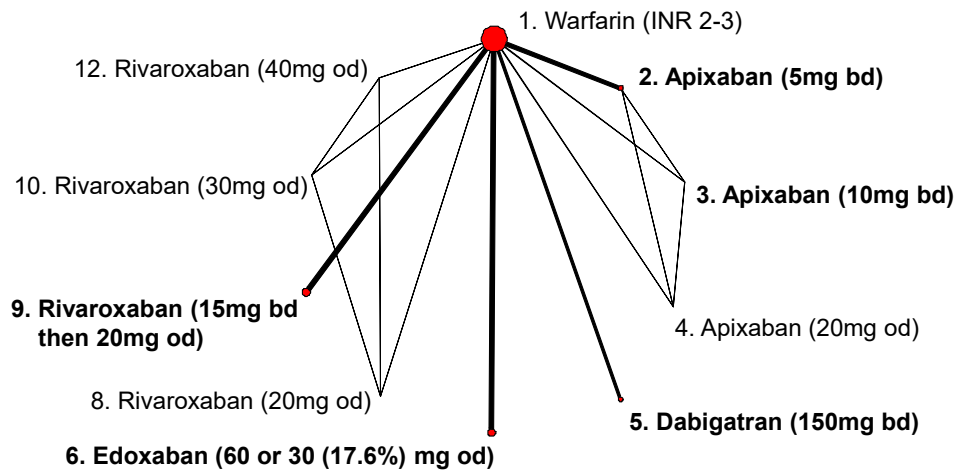 1. Warfarin (INR 2-3)
12. Rivaroxaban (40mg od)
2. Apixaban (5mg bd)
10. Rivaroxaban (30mg od)
3. Apixaban (10mg bd)
9. Rivaroxaban (15mg bd
then 20mg od)
4. Apixaban (20mg od)
8. Rivaroxaban (20mg od)
5. Dabigatran (150mg bd)
6. Edoxaban (60 or 30 (17.6%) mg od)